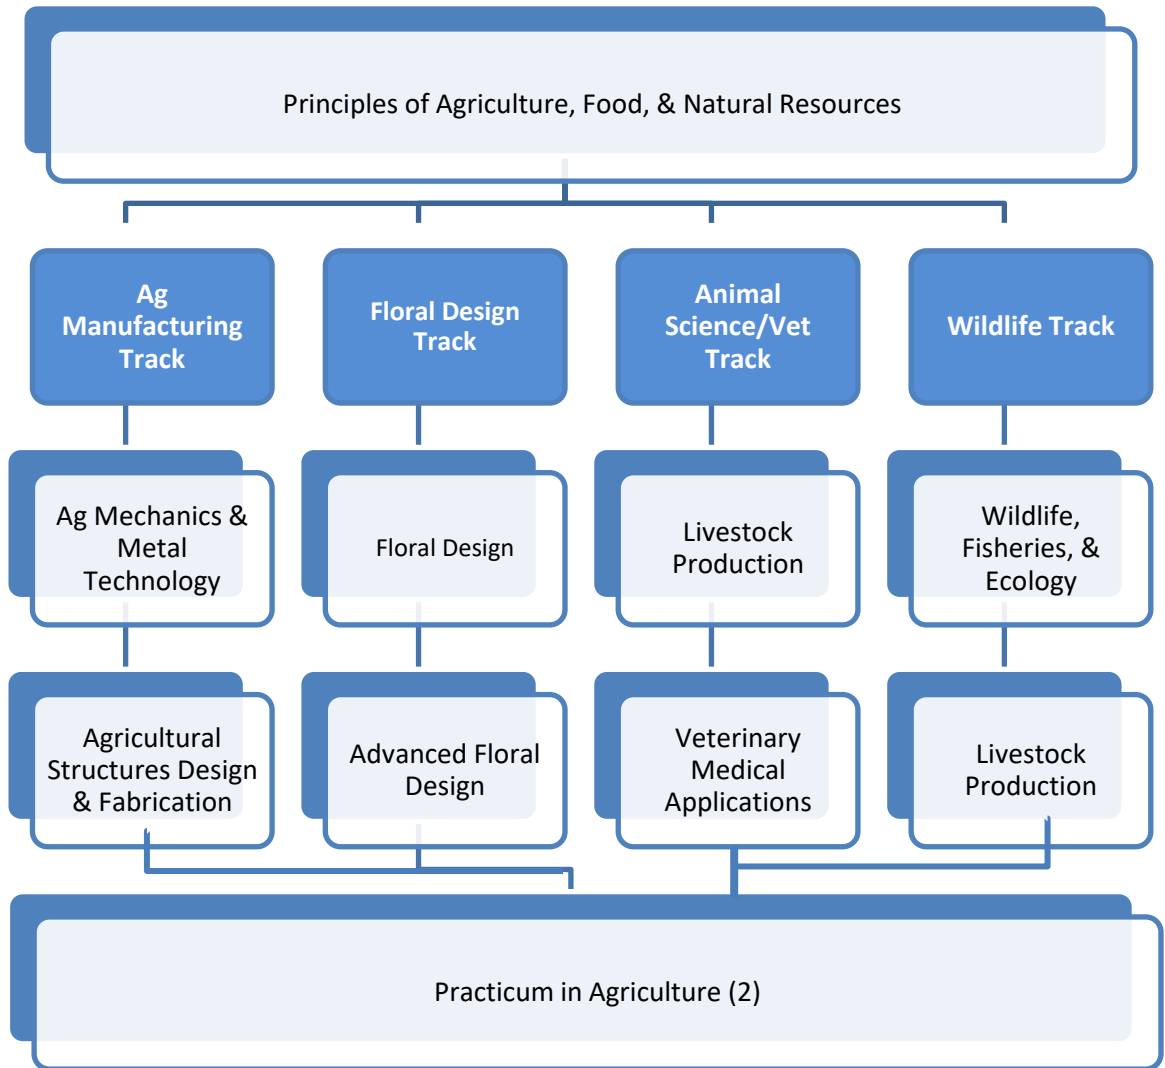 Principles of Agriculture, Food, & Natural Resources
Ag
Manufacturing
Track
Floral Design
Track
Animal
Science/Vet
Track
Wildlife Track
Ag Mechanics &
Metal
Technology
Floral Design
Livestock
Production
Wildlife,
Fisheries, &
Ecology
Agricultural
Structures Design
& Fabrication
Advanced Floral
Design
Veterinary
Medical
Applications
Livestock
Production
Practicum in Agriculture (2)